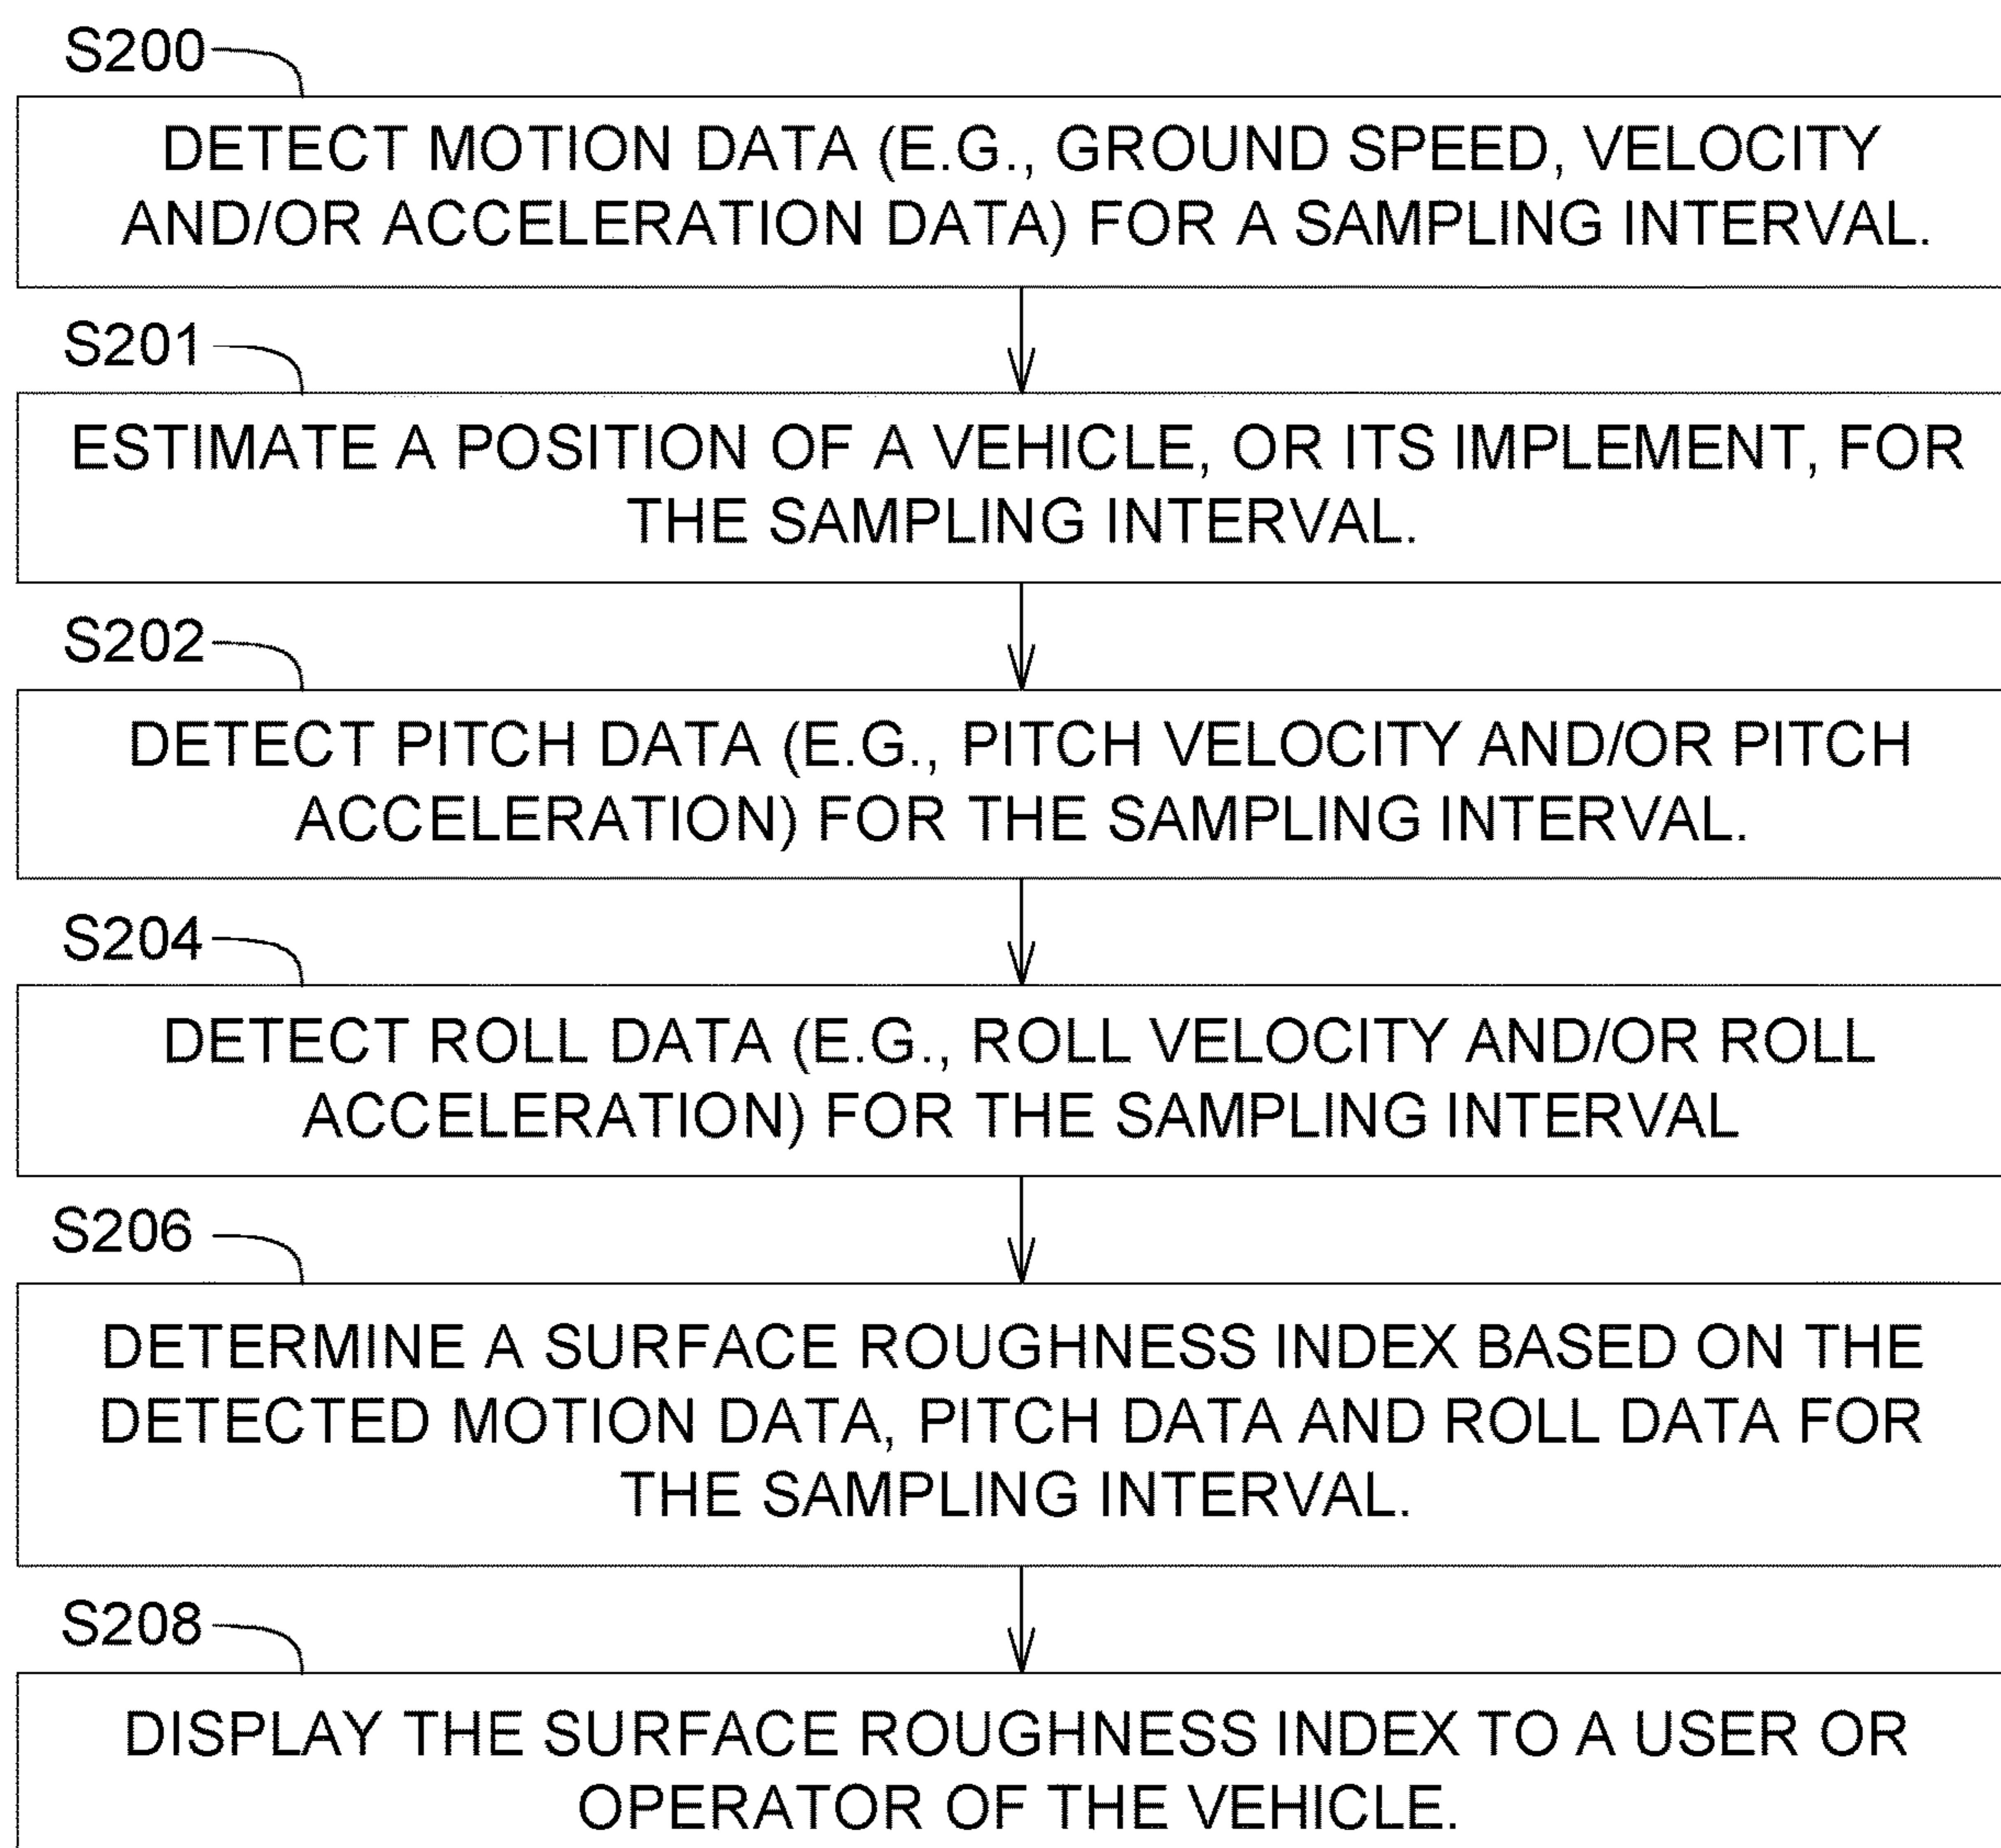 S200
DETECT MOTION DATA (E.G., GROUND SPEED, VELOCITY
AND/OR ACCELERATION DATA) FOR A SAMPLING INTERVAL.
S201
ESTIMATE A POSITION OF A VEHICLE, OR ITS IMPLEMENT, FOR
THE SAMPLING INTERVAL.
S202
DETECT PITCH DATA (E.G., PITCH VELOCITY AND/OR PITCH
ACCELERATION) FOR THE SAMPLING INTERVAL.
S204
DETECT ROLL DATA (E.G., ROLL VELOCITY AND/OR ROLL
ACCELERATION) FOR THE SAMPLING INTERVAL
S206
DETERMINE A SURFACE ROUGHNESS INDEX BASED ON THE
DETECTED MOTION DATA, PITCH DATA AND ROLL DATA FOR
THE SAMPLING INTERVAL.
S208
DISPLAY THE SURFACE ROUGHNESS INDEX TO A USER OR
OPERATOR OF THE VEHICLE.